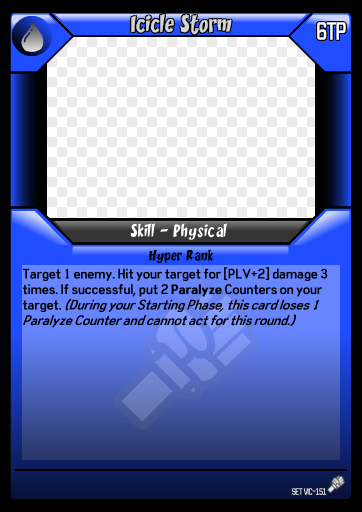 Icicle Storm
6TP
Skill - Physical
Hyper Rank
Target 1 enemy. Hit your target for [PLV+2] damage 3
times. If successful, put 2 Paralyze Counters on your
target. (During your Starting Phase, this card loses 1
Paralyze Counter and cannot act for this round.)
SET VIC-151